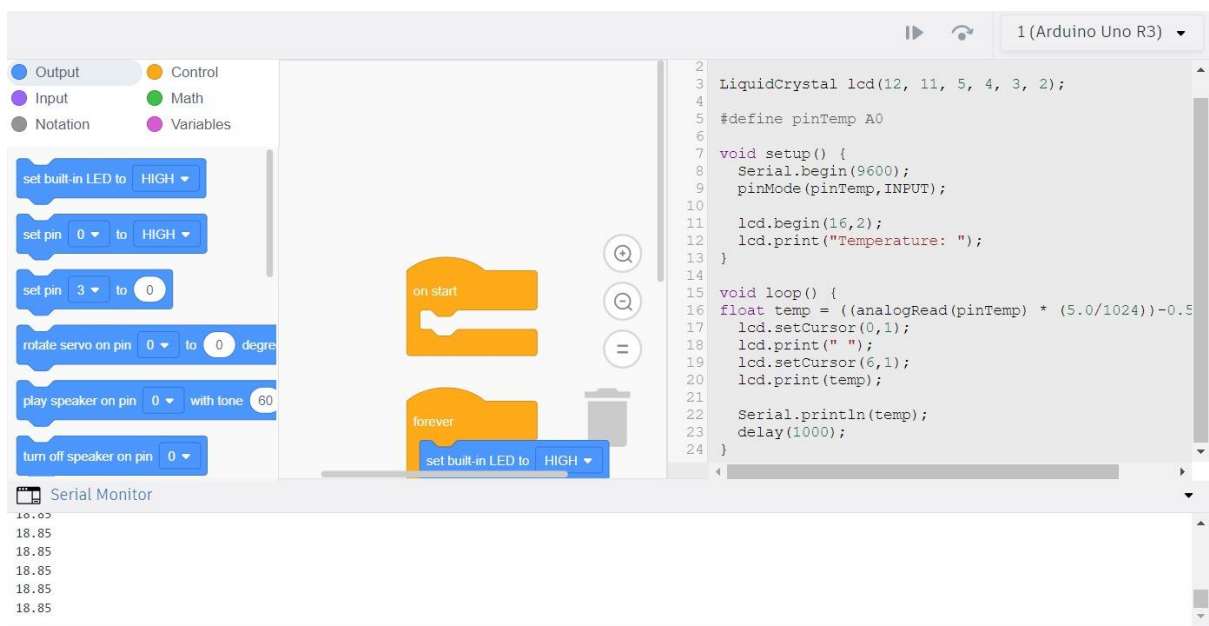 1 (Arduino Uno R3)
Output
Control
Input
Math
Notation
Variables
set built-in LED to HIGH
set pin 0 to HIGH
set pin 3 to 0
rotate servo on pin 0 to 0 degre
play speaker on pin 0 with tone 60
turn off speaker on pin 0
on start
forever
set built-in LED to HIGH
2
3 LiquidCrystal lcd(12, 11, 5, 4, 3, 2);
4
5 #define pinTemp A0
6
7 void setup() {
8 Serial.begin(9600);
9 pinMode(pinTemp,INPUT);
10
11 lcd.begin(16,2);
12 lcd.print("Temperature: ");
13 }
14
15 void loop() {
16 float temp = ((analogRead(pinTemp) * (5.0/1024))-0.5
17 lcd.setCursor(0,1);
18 lcd.print(" ");
19 lcd.setCursor(6,1);
20 lcd.print(temp);
21
22 Serial.println(temp);
23 delay(1000);
24 }
Serial Monitor
18.85
18.85
18.85
18.85
18.85
18.85